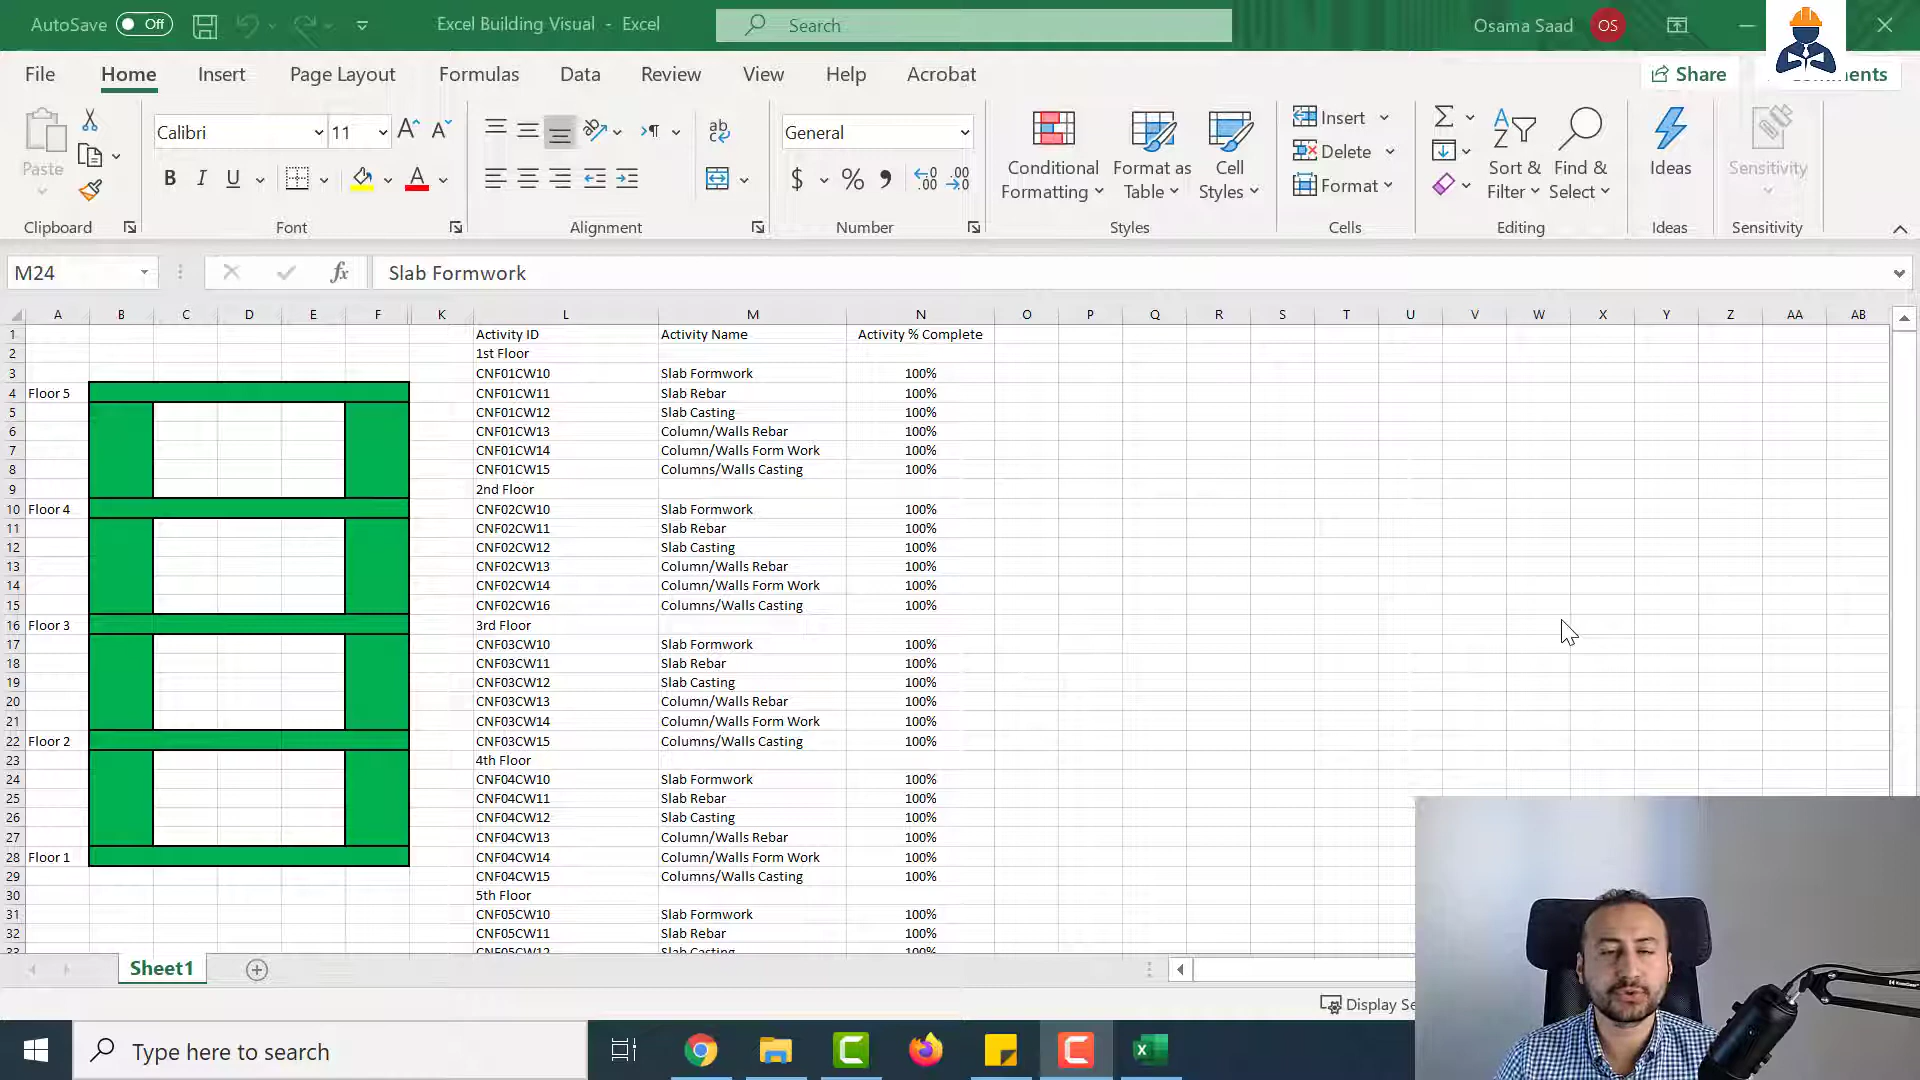 AutoSave Off Excel Building Visual - Excel Search Osama Saad OS
File Home Insert Page Layout Formulas Data Review View Help Acrobat Share
Calibri 11 General
Paste
Conditional Formatting Format as Table Cell Styles
Insert
Delete
Format
Sort & Filter Find & Select Ideas Sensitivity
Clipboard Font Alignment Number Styles Cells Editing Ideas Sensitivity
M24 fx Slab Formwork
A B C D E F K L M N O P Q R S T U V W X Y Z AA AB
1 Activity ID Activity Name Activity % Complete
2 1st Floor
3 CNF01CW10 Slab Formwork 100%
4 Floor 5 CNF01CW11 Slab Rebar 100%
5 CNF01CW12 Slab Casting 100%
6 CNF01CW13 Column/Walls Rebar 100%
7 CNF01CW14 Column/Walls Form Work 100%
8 CNF01CW15 Columns/Walls Casting 100%
9 2nd Floor
10 Floor 4 CNF02CW10 Slab Formwork 100%
11 CNF02CW11 Slab Rebar 100%
12 CNF02CW12 Slab Casting 100%
13 CNF02CW13 Column/Walls Rebar 100%
14 CNF02CW14 Column/Walls Form Work 100%
15 CNF02CW16 Columns/Walls Casting 100%
16 Floor 3 3rd Floor
17 CNF03CW10 Slab Formwork 100%
18 CNF03CW11 Slab Rebar 100%
19 CNF03CW12 Slab Casting 100%
20 CNF03CW13 Column/Walls Rebar 100%
21 CNF03CW14 Column/Walls Form Work 100%
22 Floor 2 CNF03CW15 Columns/Walls Casting 100%
23 4th Floor
24 CNF04CW10 Slab Formwork 100%
25 CNF04CW11 Slab Rebar 100%
26 CNF04CW12 Slab Casting 100%
27 CNF04CW13 Column/Walls Rebar 100%
28 Floor 1 CNF04CW14 Column/Walls Form Work 100%
29 CNF04CW15 Columns/Walls Casting 100%
30 5th Floor
31 CNF05CW10 Slab Formwork 100%
32 CNF05CW11 Slab Rebar 100%
33 CNF05CW12 Slab Casting 100%
Sheet1
Display Se
Type here to search